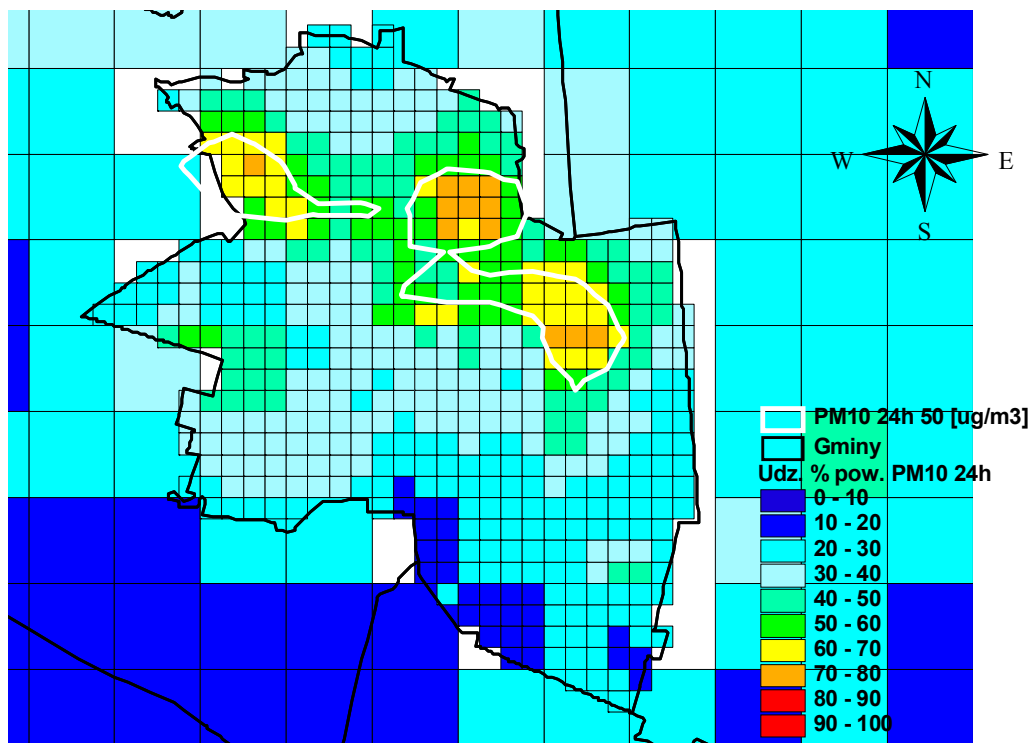 N
W
E
S
PM10 24h 50 [ug/m3]
Gminy
Udz. % pow. PM10 24h
0 - 10
10 - 20
20 - 30
30 - 40
40 - 50
50 - 60
60 - 70
70 - 80
80 - 90
90 - 100